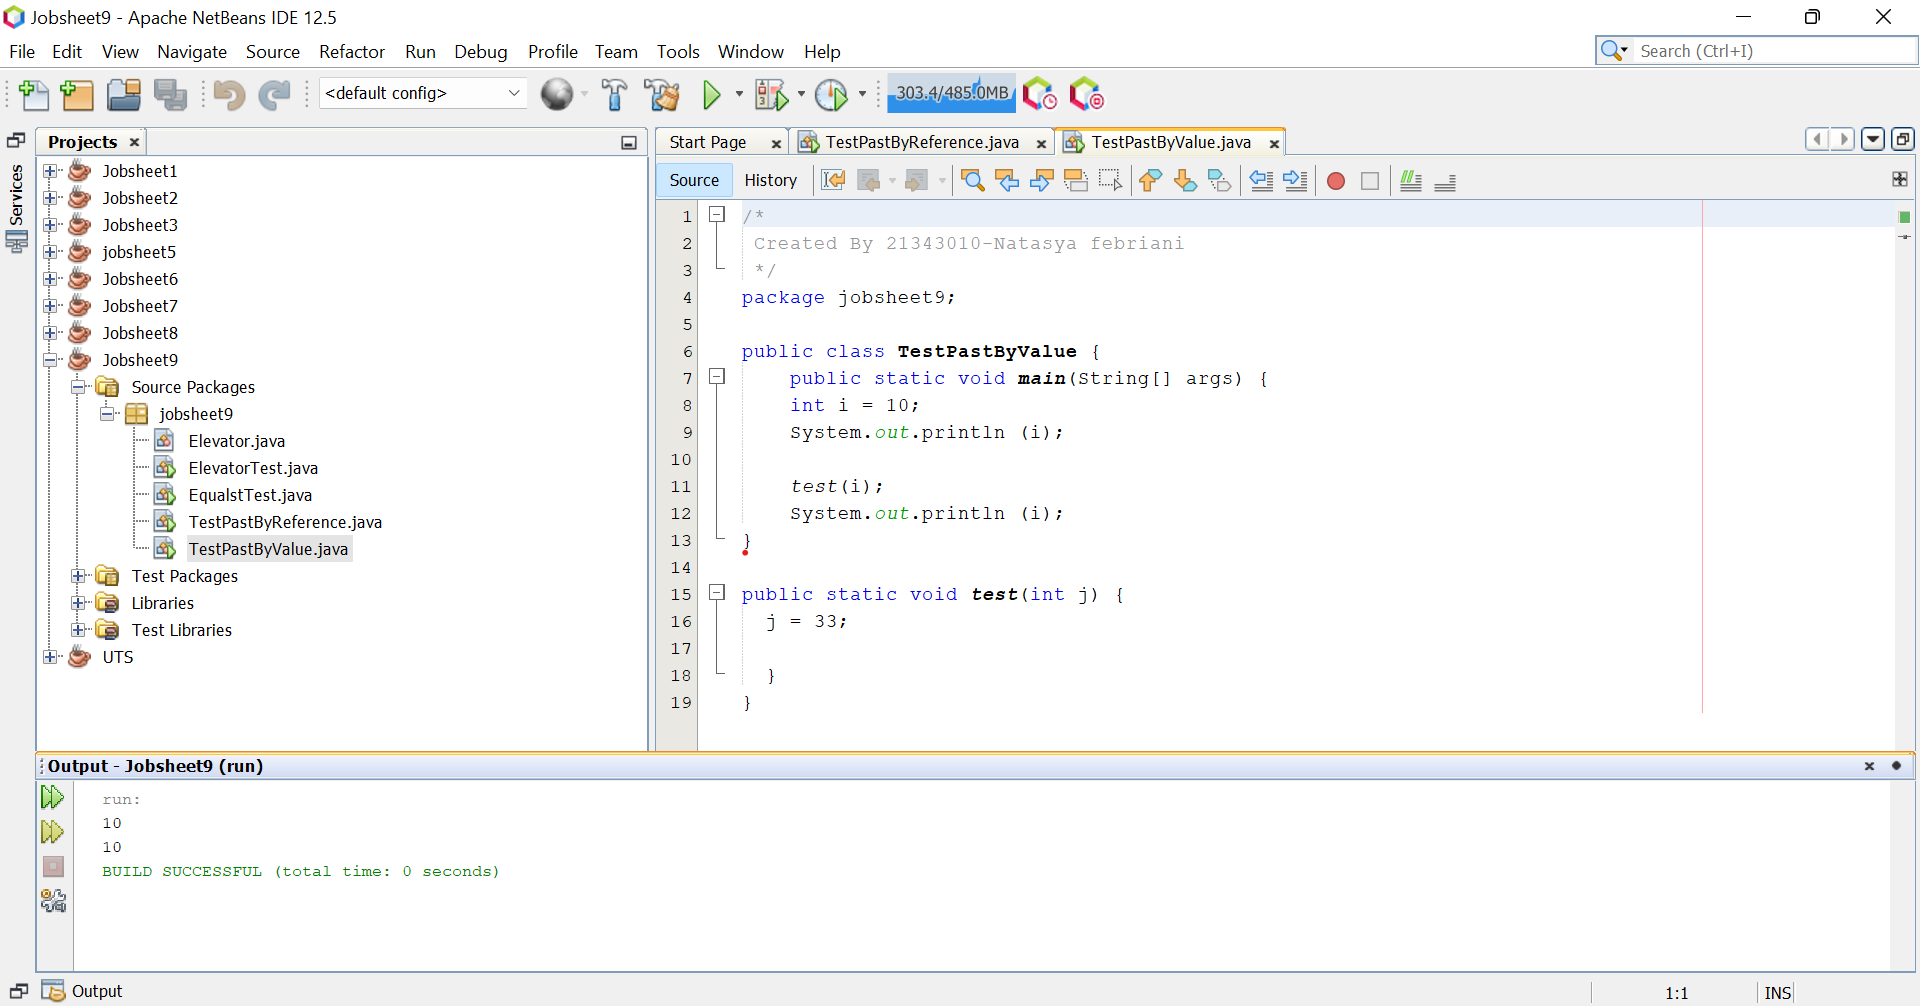 Jobsheet9 - Apache NetBeans IDE 12.5
File Edit View Navigate Source Refactor Run Debug Profile Team Tools Window Help
Search (Ctrl+I)
<default config>
303.4/485.0MB
Projects
Services
Jobsheet1
Jobsheet2
Jobsheet3
jobsheet5
Jobsheet6
Jobsheet7
Jobsheet8
Jobsheet9
Source Packages
jobsheet9
Elevator.java
ElevatorTest.java
EqualstTest.java
TestPastByReference.java
TestPastByValue.java
Test Packages
Libraries
Test Libraries
UTS
Start Page TestPastByReference.java TestPastByValue.java
Source History
1 /*
2 Created By 21343010-Natasya febriani
3 */
4 package jobsheet9;
5
6 public class TestPastByValue {
7 public static void main(String[] args) {
8 int i = 10;
9 System.out.println (i);
10
11 test(i);
12 System.out.println (i);
13 }
14
15 public static void test(int j) {
16 j = 33;
17
18 }
19 }
Output - Jobsheet9 (run)
run:
10
10
BUILD SUCCESSFUL (total time: 0 seconds)
Output
1:1 INS